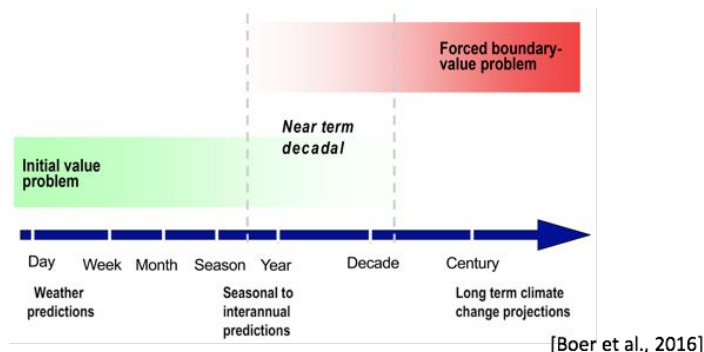 Forced boundary-
value problem
Near term
decadal
Initial value
problem
Day Week Month Season Year Decade Century
Weather
predictions
Seasonal to
interannual
predictions
Long term climate
change projections
[Boer et al., 2016]